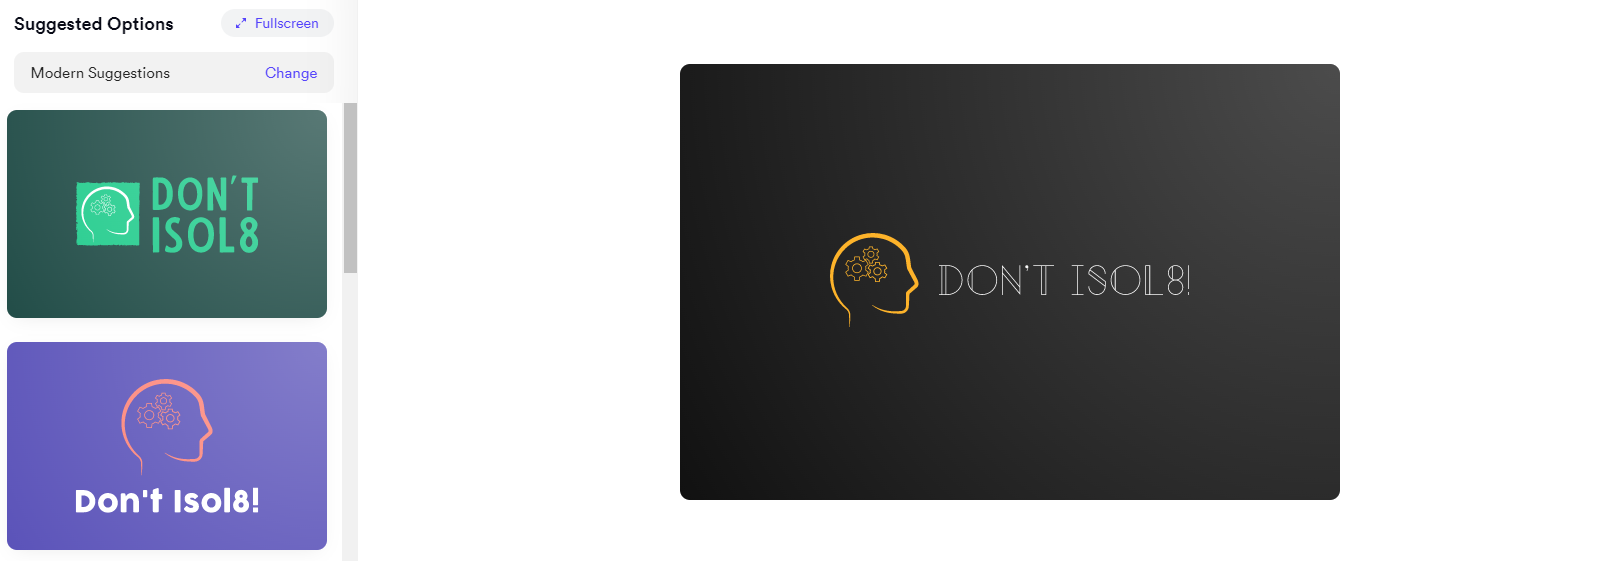 Suggested Options
Fullscreen
Modern Suggestions
Change
DON'T
ISOL8
Don't Isol8!
DON'T ISOL8!